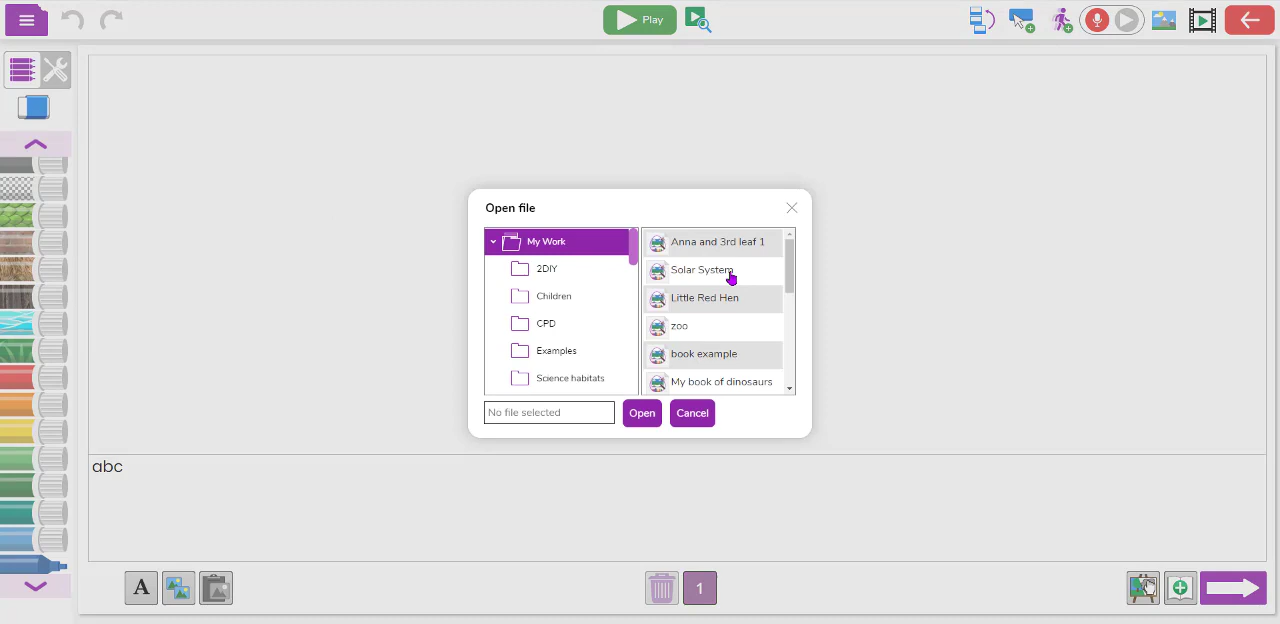 Play
Open file
My Work
2DIY
Children
CPD
Examples
Science habitats
Anna and 3rd leaf 1
Solar System
Little Red Hen
zoo
book example
My book of dinosaurs
No file selected
Open
Cancel
abc
A
1